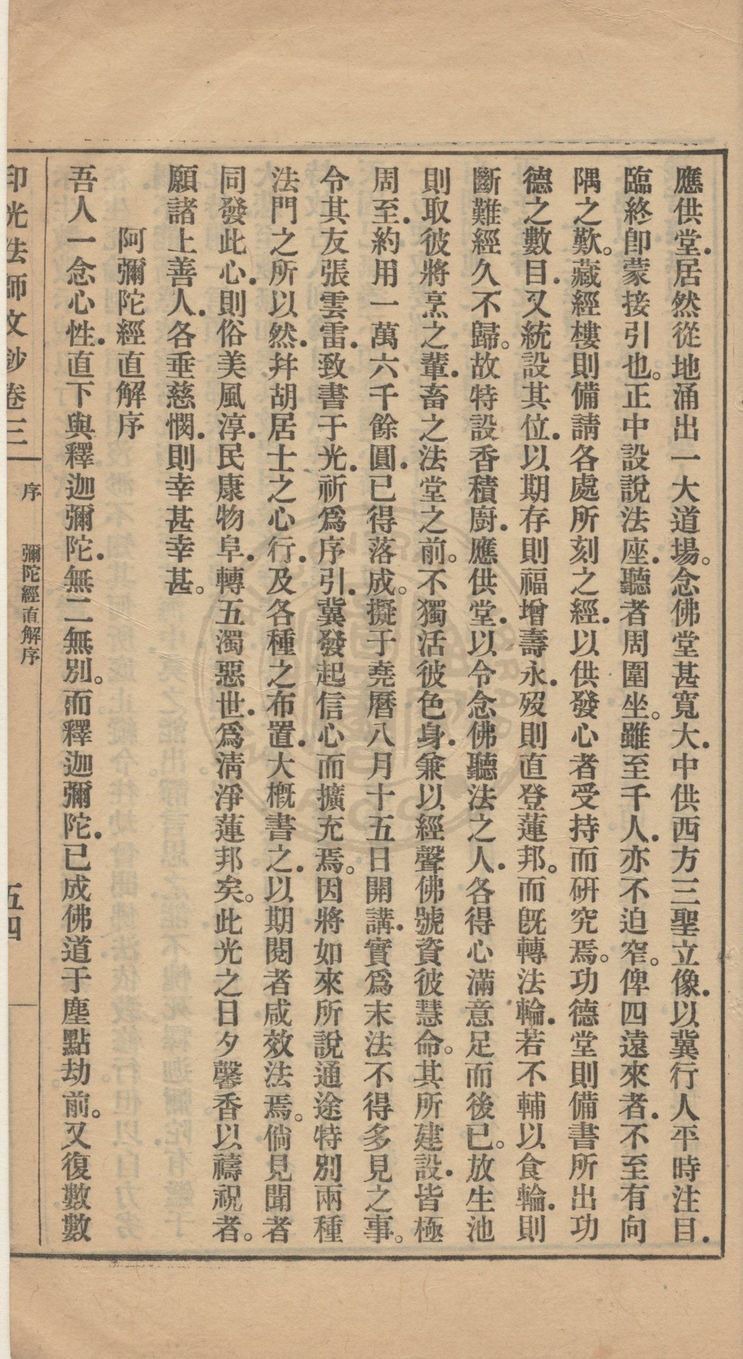 應供堂．居然從地涌出一大道場。念佛堂甚寬大．中供西方三聖立像．以冀行人平時注目．
臨終卽蒙接引也。正中設說法座．聽者周圍坐。雖至千人．亦不迫窄。俾四遠來者．不至有向
隅之歎。藏經樓則備請各處所刻之經．以供發心者受持而研究焉。功德堂則備書所出功
德之數目．又統設其位．以期存則福增壽永．歿則直登蓮邦。而旣轉法輪．若不輔以食輪．則
斷難經久不歸。故特設香積廚．應供堂．以令念佛聽法之人．各得心滿意足而後已。放生池
則取彼將烹之輩．畜之法堂之前。不獨活彼色身．兼以經聲佛號資彼慧命。其所建設．皆極
周至．約用一萬六千餘圓．已得落成。擬于堯曆八月十五日開講．實爲末法不得多見之事。
令其友張雲雷．致書于光．祈爲序引．冀發起信心而擴充焉。因將如來所說通途特別兩種
法門之所以然．幷胡居士之心行．及各種之布置．大槪書之．以期閱者咸效法焉。倘見聞者
同發此心．則俗美風淳．民康物阜．轉五濁惡世．爲淸淨蓮邦矣。此光之日夕馨香以禱祝者。
願諸上善人．各垂慈憫．則幸甚幸甚。
阿彌陀經直解序
吾人一念心性．直下與釋迦彌陀．無二無別。而釋迦彌陀．已成佛道于塵點劫前。又復數數
印光法師文鈔卷三 序 彌陀經直解序 五四